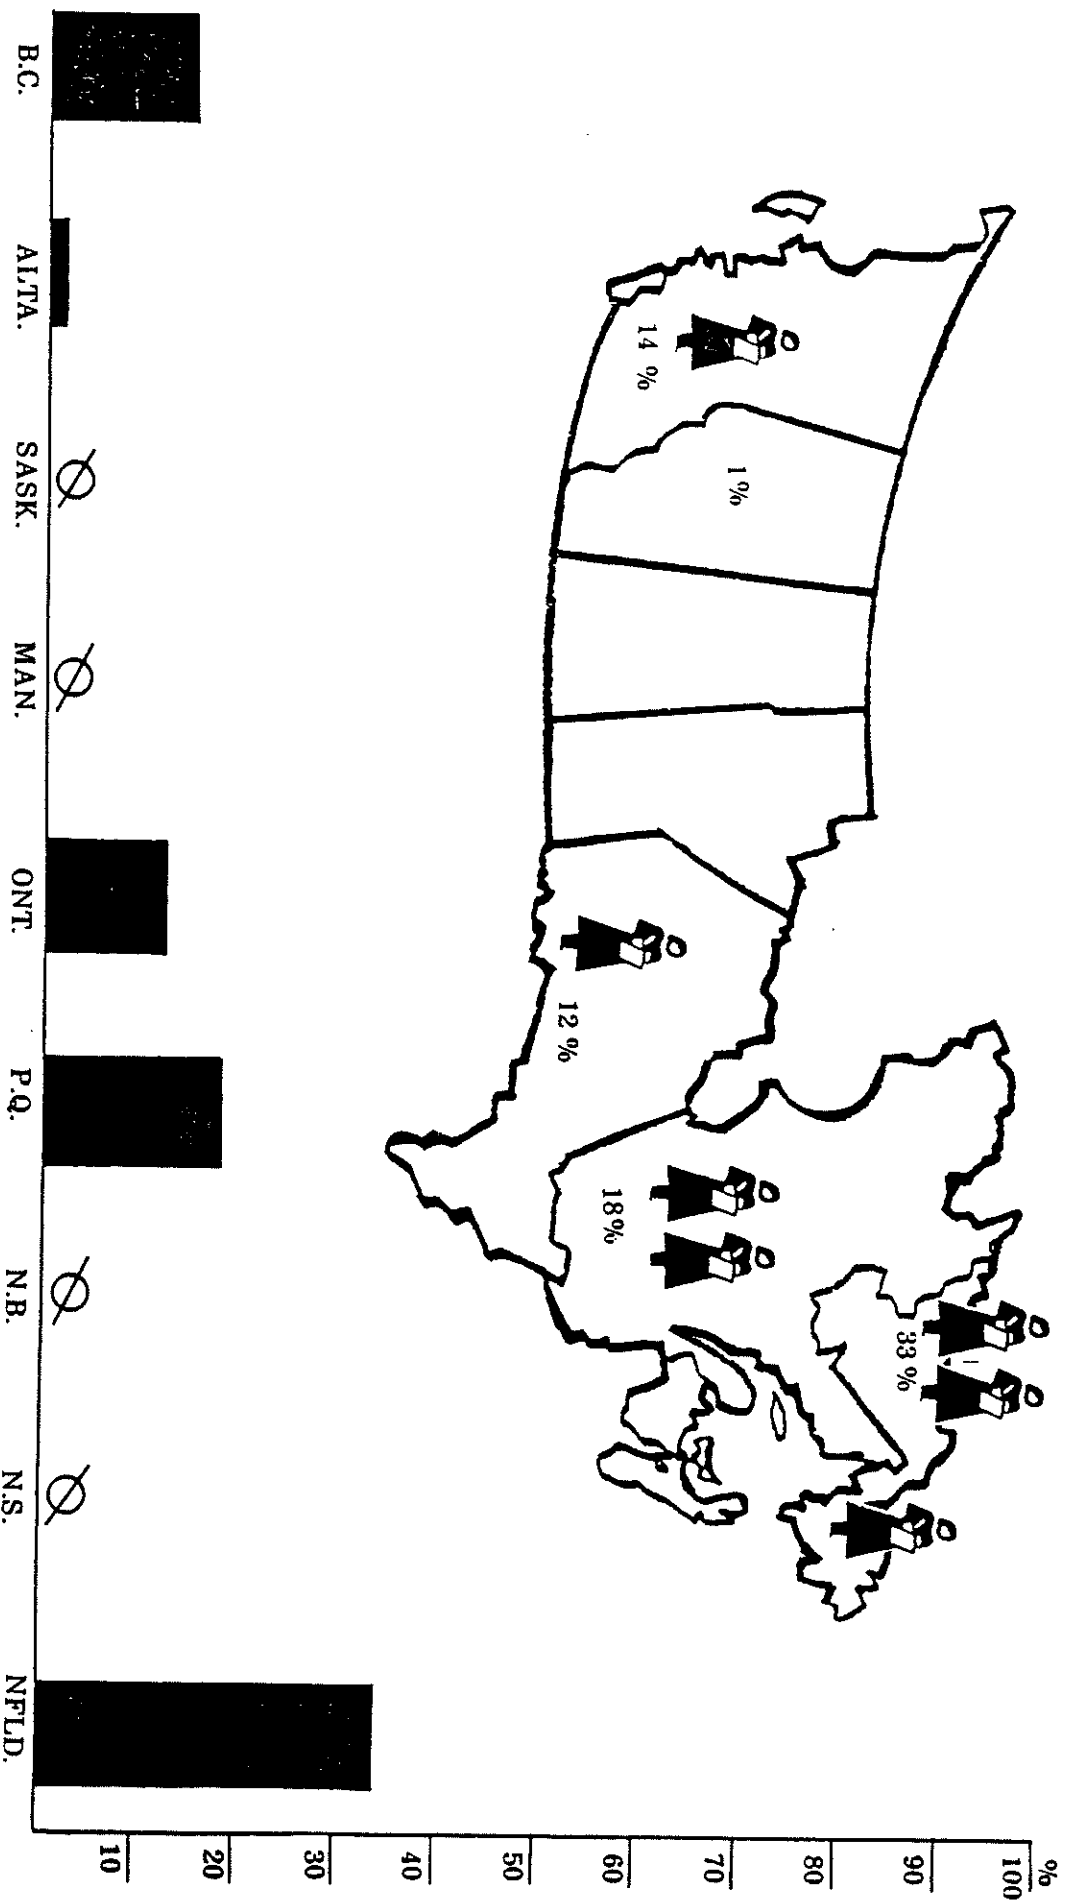 %
100
90
80
70
60
50
40
30
20
10
14 %
1%
12 %
18%
33 %
B.C.
ALTA.
SASK.
MAN.
ONT.
P.Q.
N.B.
N.S.
NFLD.